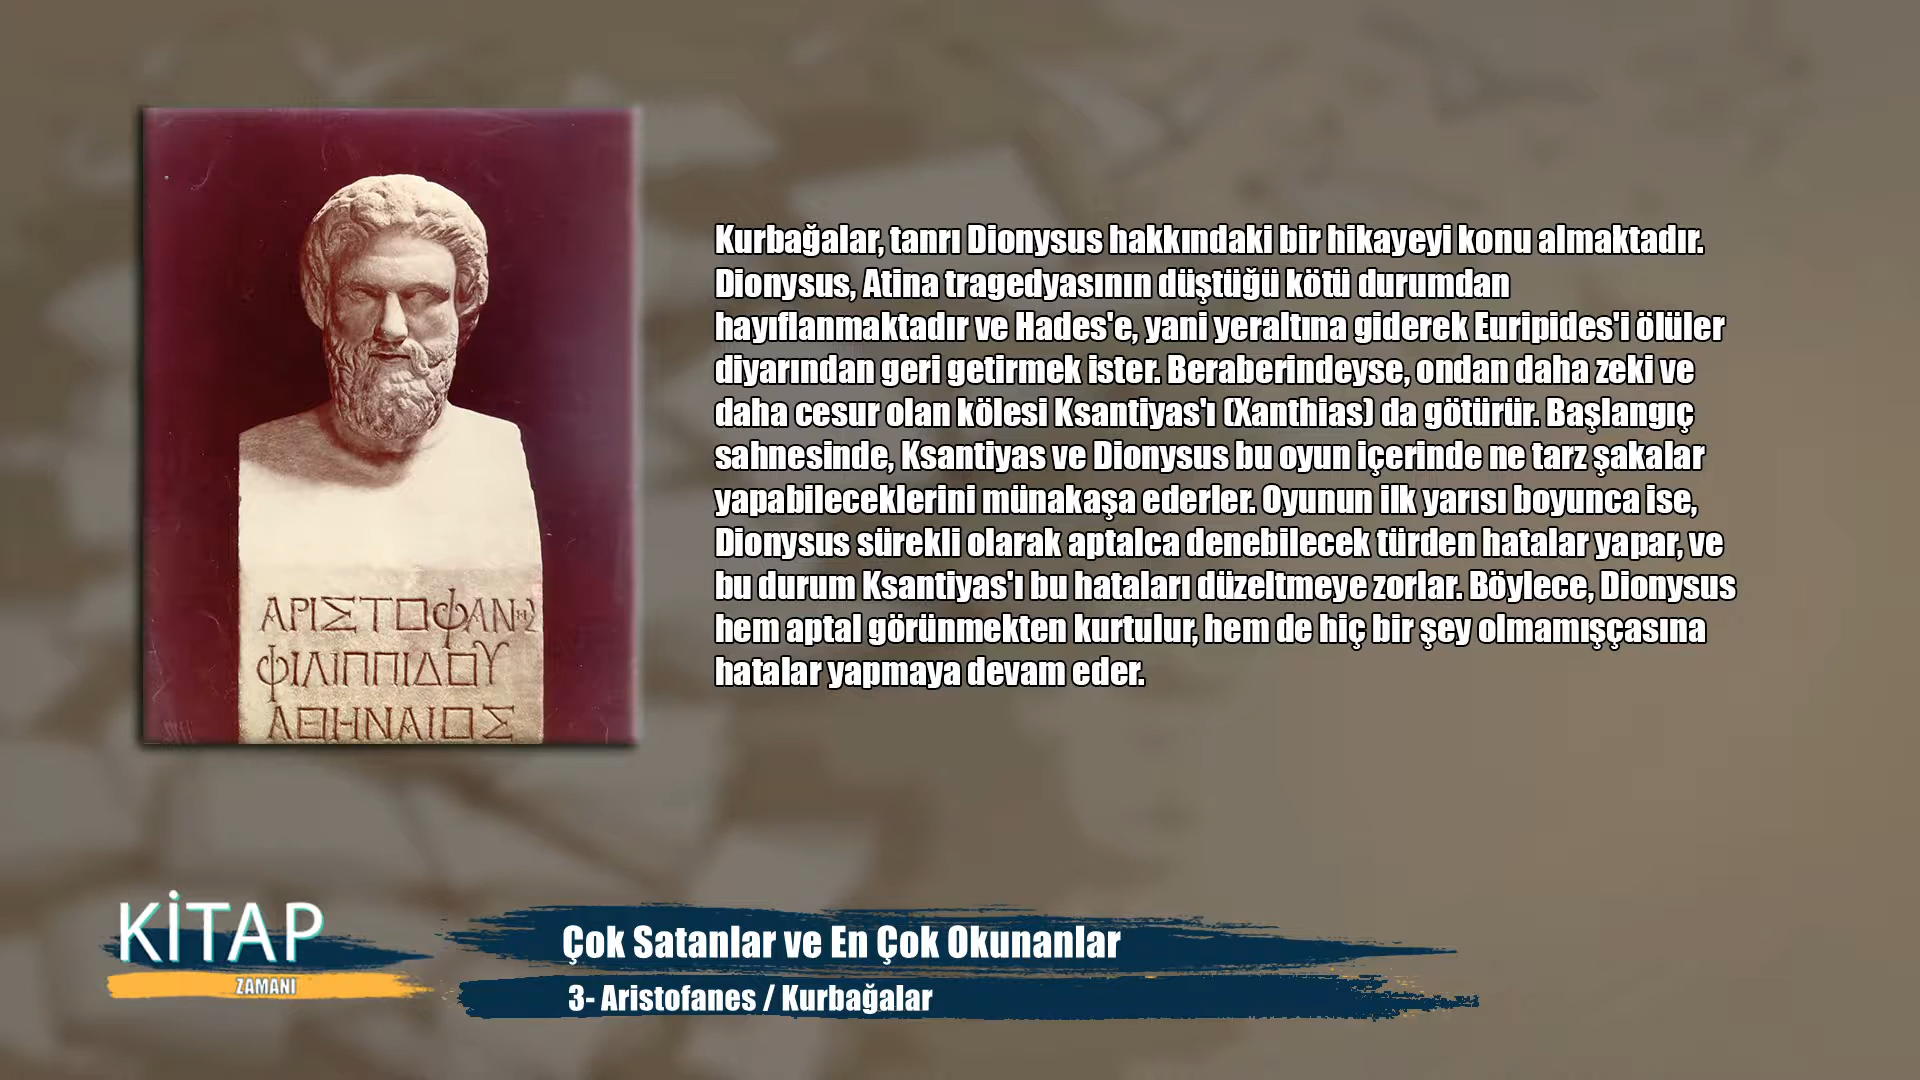 Kurbağalar, tanrı Dionysus hakkındaki bir hikayeyi konu almaktadır.
Dionysus, Atina tragedyasının düştüğü kötü durumdan
hayıflanmaktadır ve Hades'e, yani yeraltına giderek Euripides'i ölüler
diyarından geri getirmek ister. Beraberindeyse, ondan daha zeki ve
daha cesur olan kölesi Ksantiyas'ı (Xanthias) da götürür. Başlangıç
sahnesinde, Ksantiyas ve Dionysus bu oyun içerinde ne tarz şakalar
yapabileceklerini münakaşa ederler. Oyunun ilk yarısı boyunca ise,
Dionysus sürekli olarak aptalca denebilecek türden hatalar yapar, ve
bu durum Ksantiyas'ı bu hataları düzeltmeye zorlar. Böylece, Dionysus
hem aptal görünmekten kurtulur, hem de hiç bir şey olmamışçasına
hatalar yapmaya devam eder.
ΑΡΙΣΤΟΦΑΝΗΣ
ΦΙΛΙΠΠΙΔΟΥ
ΑΘΗΝΑΙΟΣ
KİTAP
ZAMANI
Çok Satanlar ve En Çok Okunanlar
3- Aristofanes / Kurbağalar